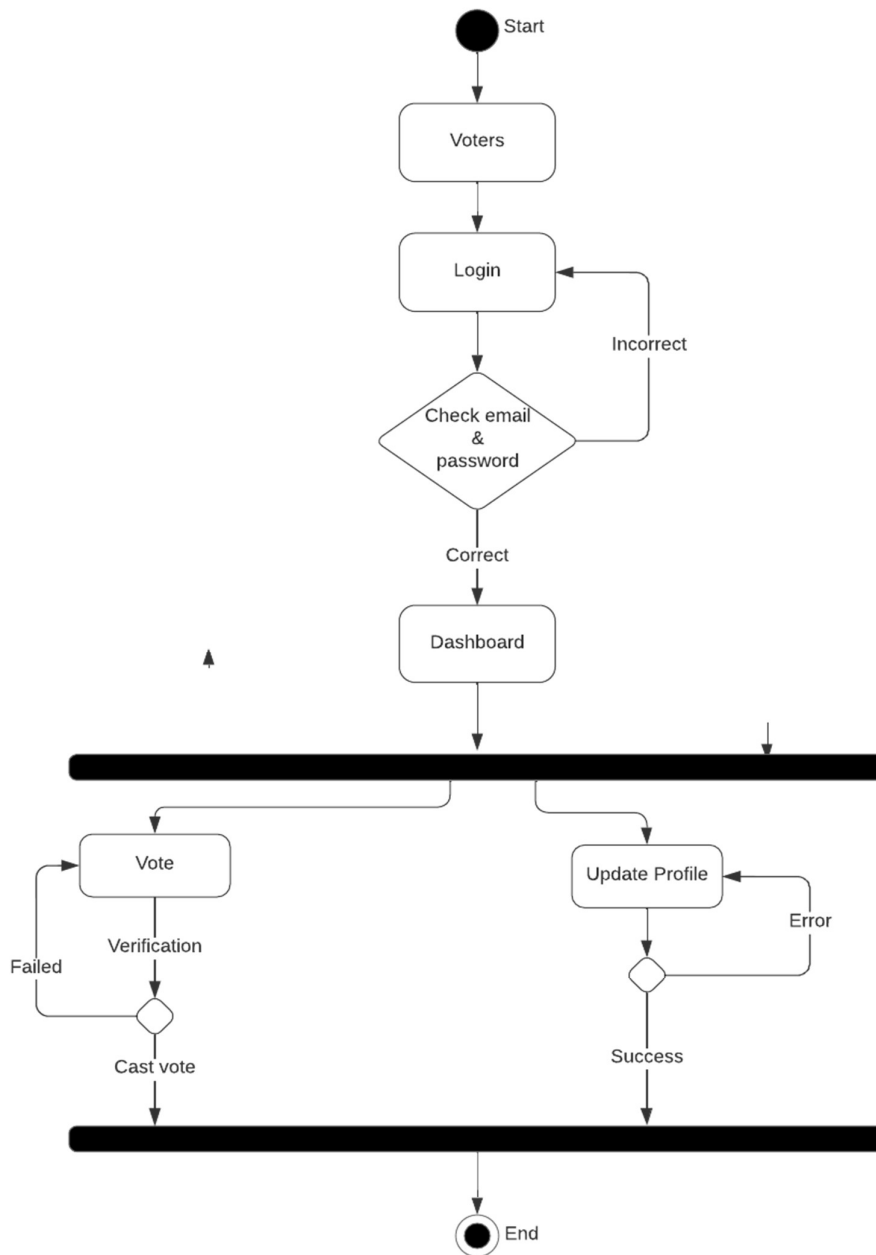 Start
Voters
Login
Incorrect
Check email
&
password
Correct
Dashboard
Vote
Update Profile
Error
Verification
Failed
Success
Cast vote
End